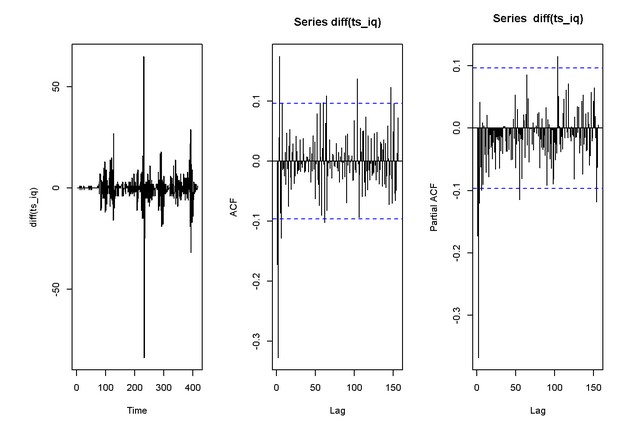 Series diff(ts_iq)
Series diff(ts_iq)
diff(ts_iq)
50
0
-50
0 100 200 300 400
Time
ACF
0.1
0.0
-0.1
-0.2
-0.3
0 50 100 150
Lag
Partial ACF
0.1
0.0
-0.1
-0.2
-0.3
0 50 100 150
Lag